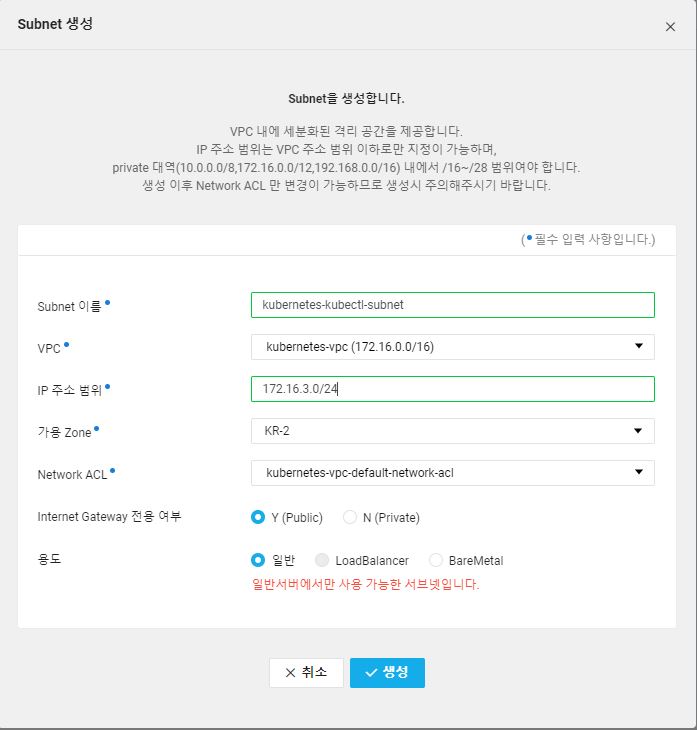 Subnet 생성
Subnet을 생성합니다.
VPC 내에 세분화된 격리 공간을 제공합니다.
IP 주소 범위는 VPC 주소 범위 이하로만 지정이 가능하며,
private 대역(10.0.0.0/8,172.16.0.0/12,192.168.0.0/16) 내에서 /16~/28 범위여야 합니다.
생성 이후 Network ACL 만 변경이 가능하므로 생성시 주의해주시기 바랍니다.
(•필수 입력 사항입니다.)
Subnet 이름• kubernetes-kubectl-subnet
VPC• kubernetes-vpc (172.16.0.0/16)
IP 주소 범위• 172.16.3.0/24
가용 Zone• KR-2
Network ACL• kubernetes-vpc-default-network-acl
Internet Gateway 전용 여부 Y (Public) N (Private)
용도 일반 LoadBalancer BareMetal
일반서버에서만 사용 가능한 서브넷입니다.
취소 생성